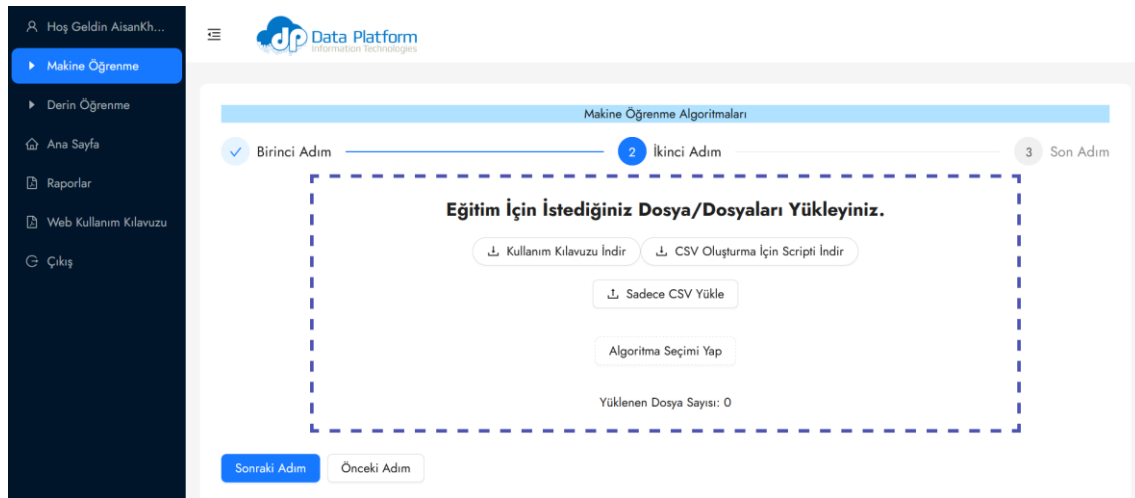 Hoş Geldin AisanKh...
Makine Öğrenme
Derin Öğrenme
Ana Sayfa
Raporlar
Web Kullanım Kılavuzu
Çıkış
dp Data Platform
Information Technologies
Makine Öğrenme Algoritmaları
Birinci Adım
2 İkinci Adım
3 Son Adım
Eğitim İçin İstediğiniz Dosya/Dosyaları Yükleyiniz.
Kullanım Kılavuzu İndir
CSV Oluşturma İçin Scripti İndir
Sadece CSV Yükle
Algoritma Seçimi Yap
Yüklenen Dosya Sayısı: 0
Sonraki Adım
Önceki Adım